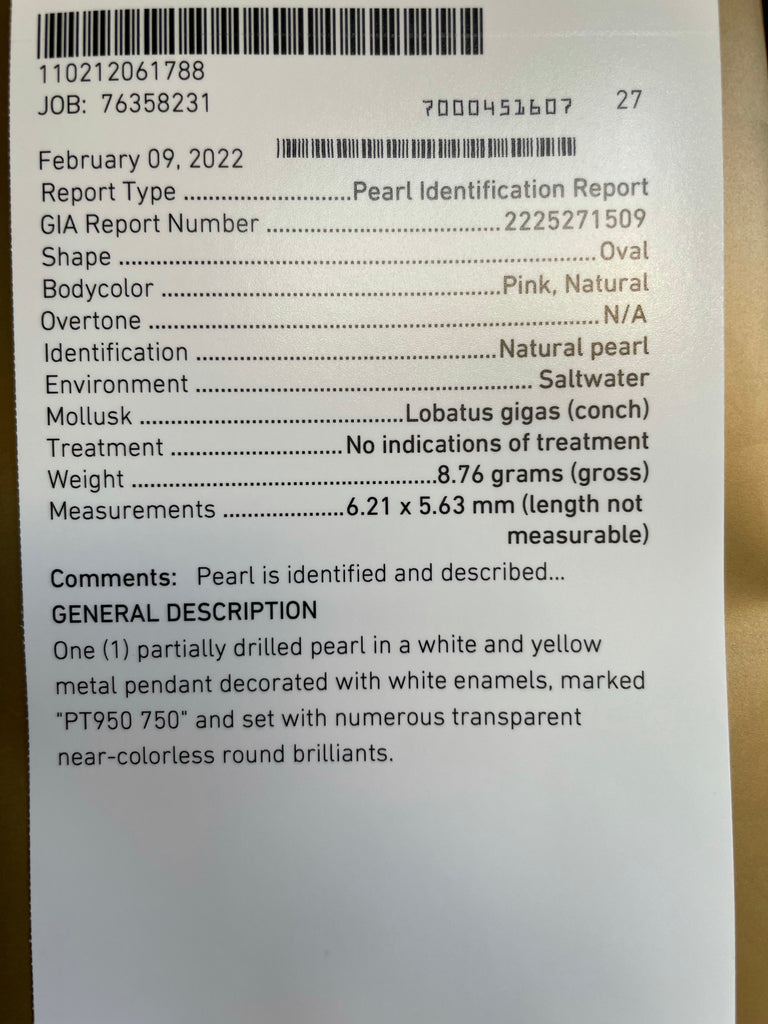 110212061788
JOB: 76358231
7000451607 27
February 09, 2022
Report Type ............................Pearl Identification Report
GIA Report Number .......................................2225271509
Shape ................................................................................Oval
Bodycolor .........................................................Pink, Natural
Overtone ...........................................................................N/A
Identification ..................................................Natural pearl
Environment ......................................................... Saltwater
Mollusk ............................................Lobatus gigas (conch)
Treatment .............................No indications of treatment
Weight ...................................................8.76 grams (gross)
Measurements ....................6.21 x 5.63 mm (length not
measurable)
Comments: Pearl is identified and described...
GENERAL DESCRIPTION
One (1) partially drilled pearl in a white and yellow
metal pendant decorated with white enamels, marked
"PT950 750" and set with numerous transparent
near-colorless round brilliants.